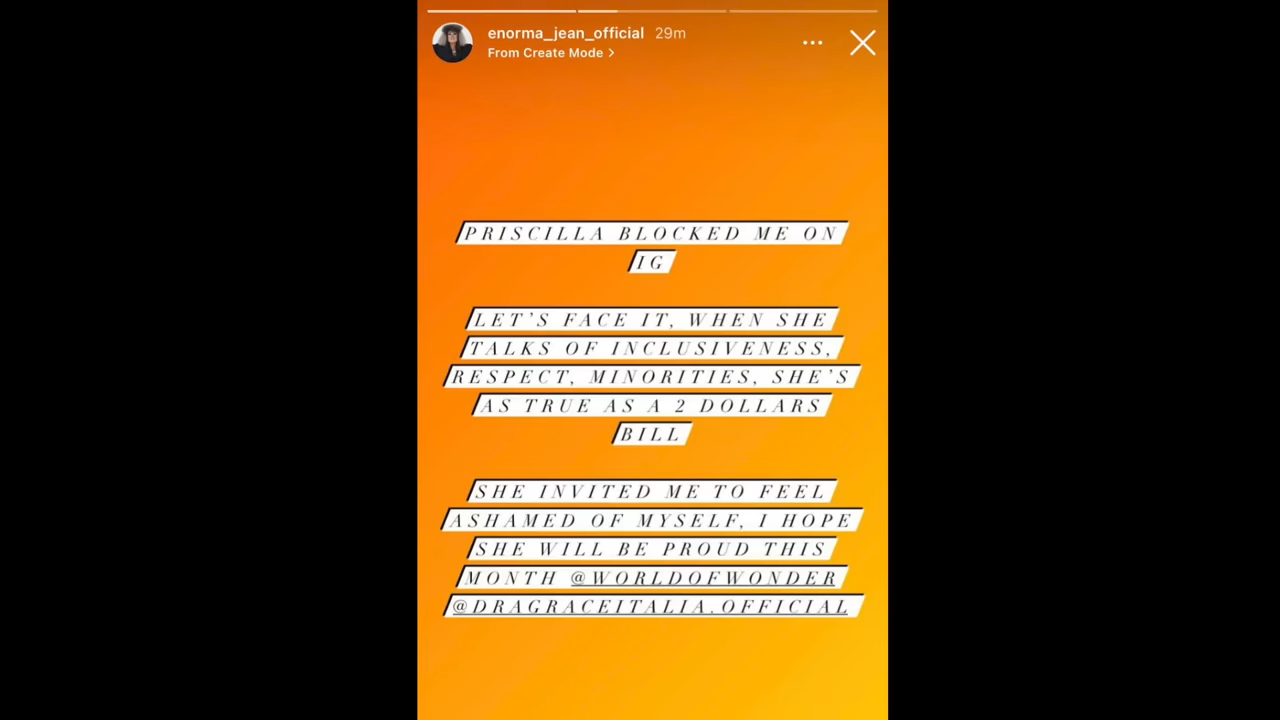 enorma_jean_official 29m
From Create Mode >
PRISCILLA BLOCKED ME ON
IG
LET'S FACE IT, WHEN SHE
TALKS OF INCLUSIVENESS,
RESPECT, MINORITIES, SHE'S
AS TRUE AS A 2 DOLLARS
BILL
SHE INVITED ME TO FEEL
ASHAMED OF MYSELF, I HOPE
SHE WILL BE PROUD THIS
MONTH @WORLDOFWONDER
@DRAGRACEITALIA.OFFICIAL